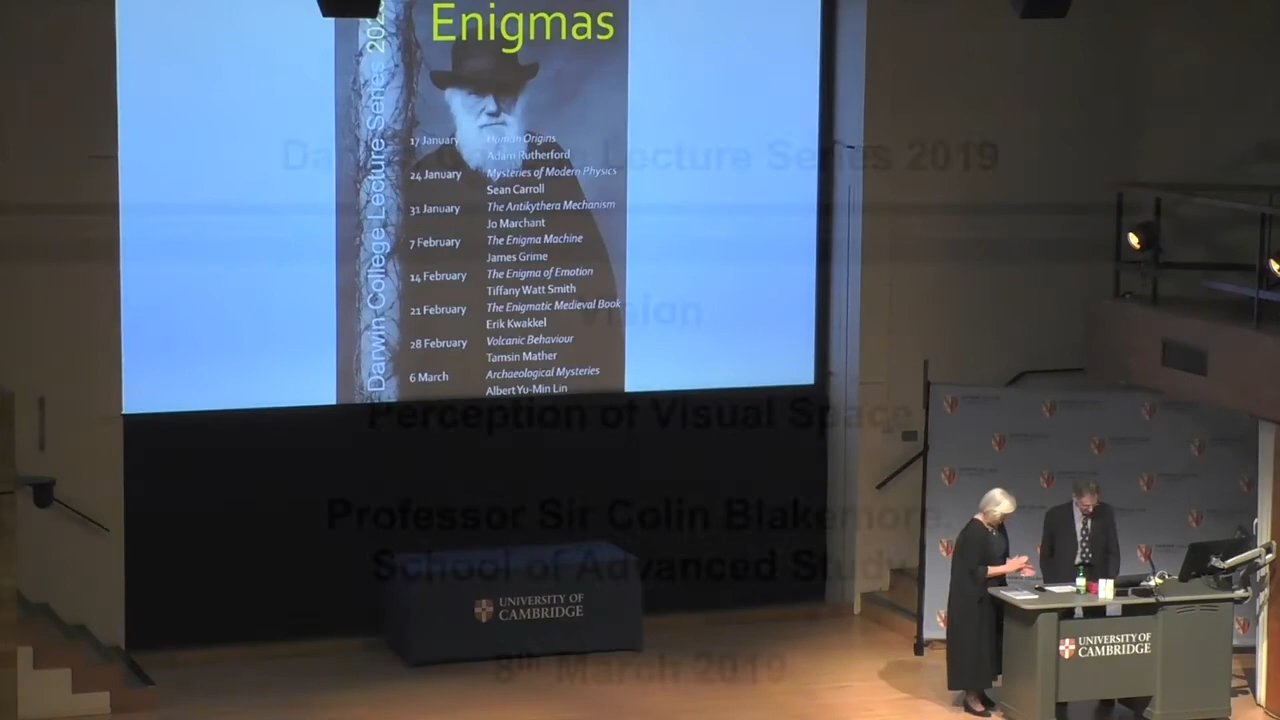 Enigmas
Darwin College Lecture Series 202
17 January Human Origins
Adam Rutherford
24 January Mysteries of Modern Physics
Sean Carroll
31 January The Antikythera Mechanism
Jo Marchant
7 February The Enigma Machine
James Grime
14 February The Enigma of Emotion
Tiffany Watt Smith
21 February The Enigmatic Medieval Book
Erik Kwakkel
28 February Volcanic Behaviour
Tamsin Mather
6 March Archaeological Mysteries
Albert Yu-Min Lin
Lecture Series 2019
Vision
Perception of Visual Space
Professor Sir Colin Blakemore
School of Advanced Study
8th March 2019
UNIVERSITY OF
CAMBRIDGE
UNIVERSITY OF
CAMBRIDGE